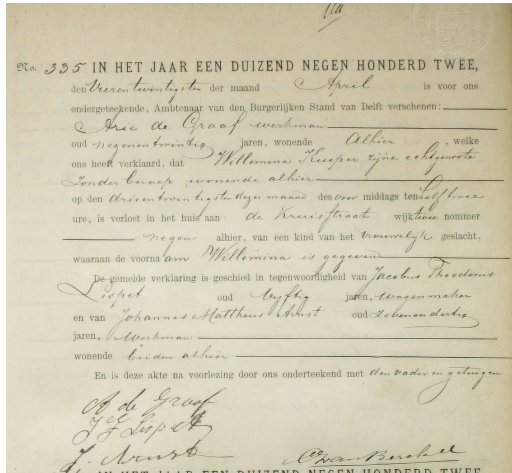 No. 335. IN HET JAAR EEN DUIZEND NEGEN HONDERD TWEE,
den Vierentwintigsten der maand April is voor ons
ondergeteekende, Ambtenaar van den Burgerlijken Stand van Delft verschenen:
Arie de Graaf werkman
oud negenentwintig jaren, wonende Alhier, welke
ons heeft verklaard, dat Willemina Kuiper zijne echtgenoote
zonder beroep, wonende alhier
op den drieentwintigsten dezer maand des voor middags ten half twee
ure, is verlost in het huis aan de Kruisstraat wijk twee nummer
negen alhier, van een kind van het vrouwelijk geslacht,
waaraan de voornaam Willemina is gegeven
De gemelde verklaring is geschied in tegenwoordigheid van Jacobus Theodorus
Lispet oud vyftig jaren, wagenmaker
en van Johannes Mattheus Arnst oud zevenendertig
jaren, werkman
wonende beiden alhier
En is deze akte na voorlezing door ons onderteekend met den vader en getuigen
A de Graaf
J T Lispet
J. Arnst C van Berckel
IN HET JAAR EEN DUIZEND NEGEN HONDERD TWEE